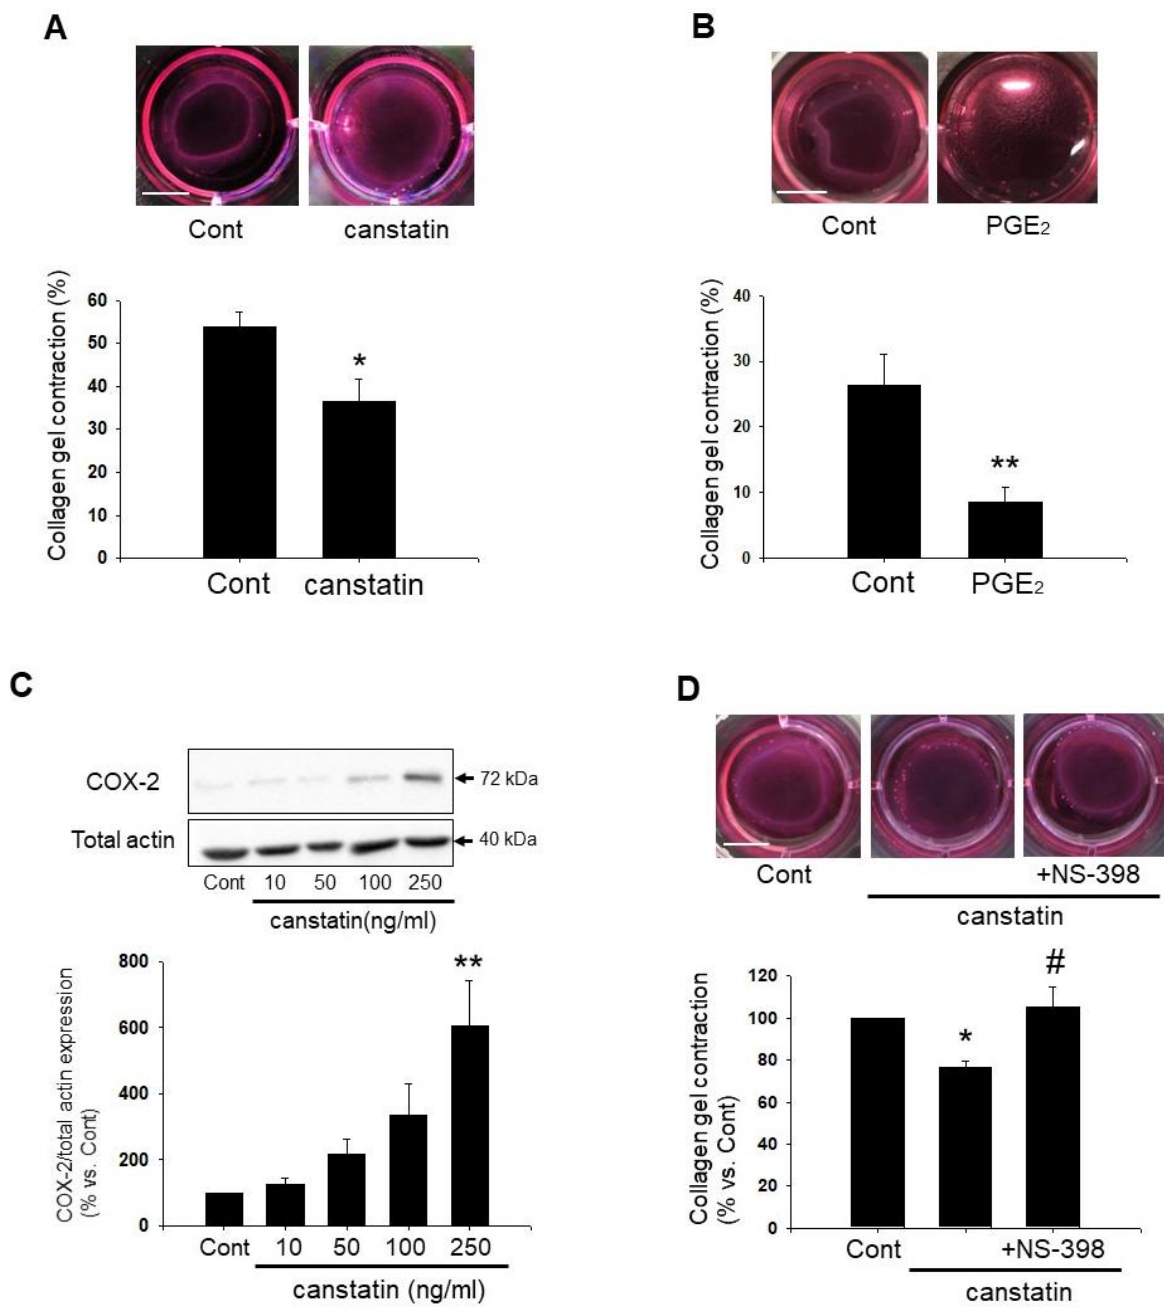 A
Cont
canstatin
Collagen gel contraction (%)
60
50
40
30
20
10
0
*
Cont
canstatin
B
Cont
PGE₂
Collagen gel contraction (%)
40
30
20
10
0
**
Cont
PGE₂
C
COX-2
72 kDa
Total actin
40 kDa
Cont 10 50 100 250
canstatin(ng/ml)
COX-2/total actin expression
(% vs. Cont)
800
600
400
200
0
**
Cont 10 50 100 250
canstatin (ng/ml)
D
Cont
+NS-398
canstatin
Collagen gel contraction
(% vs. Cont)
120
100
80
60
40
20
0
*
#
Cont
+NS-398
canstatin